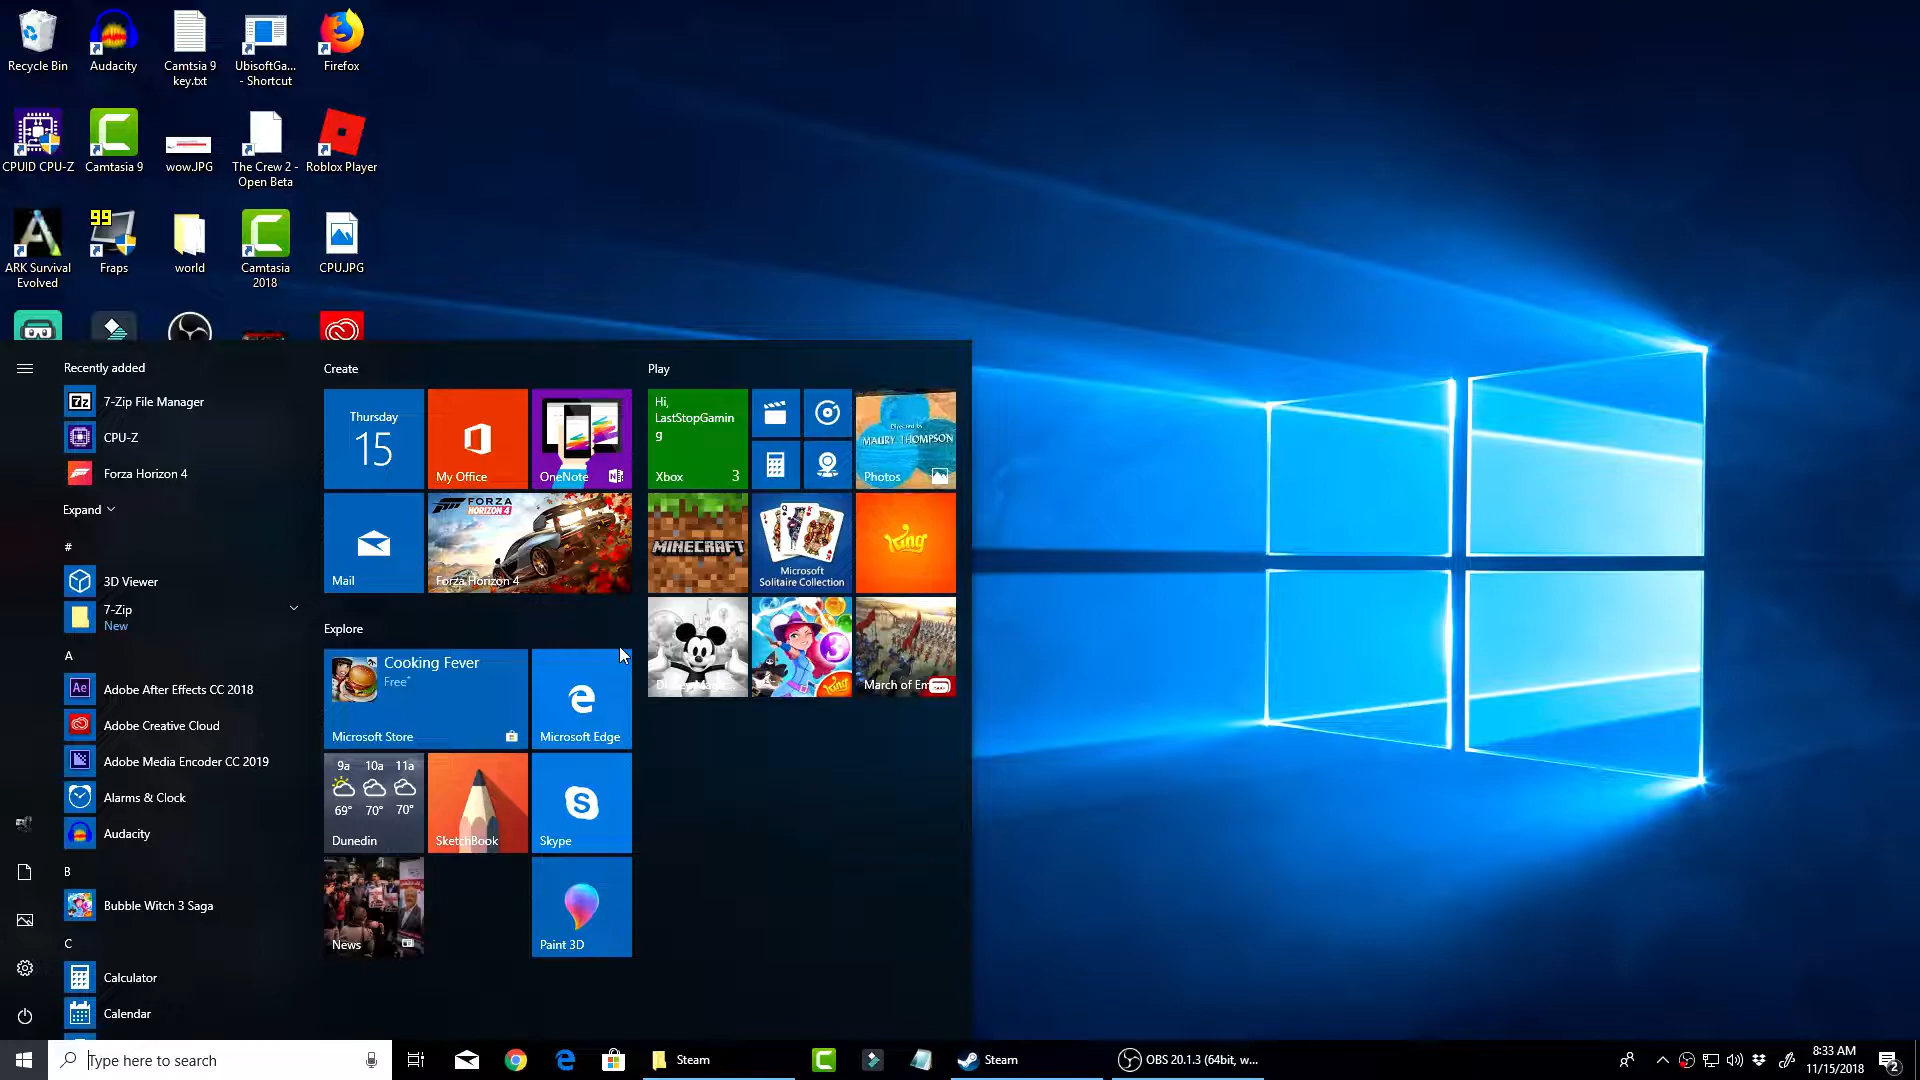 Recycle Bin
Audacity
Camtsia 9
key.txt
UbisoftGa...
- Shortcut
Firefox
CPUID CPU-Z
Camtasia 9
wow.JPG
The Crew 2 -
Open Beta
Roblox Player
ARK Survival
Evolved
99
Fraps
world
Camtasia
2018
CPU.JPG
Recently added
7z
7-Zip File Manager
CPU-Z
Forza Horizon 4
Expand
#
3D Viewer
7-Zip
New
A
Ae
Adobe After Effects CC 2018
Adobe Creative Cloud
Adobe Media Encoder CC 2019
Alarms & Clock
Audacity
B
Bubble Witch 3 Saga
C
Calculator
Calendar
Create
Thursday
15
My Office
OneNote
Mail
FORZA
HORIZON 4
Forza Horizon 4
Explore
Cooking Fever
Free*
Microsoft Store
Microsoft Edge
9a 10a 11a
69° 70° 70°
Dunedin
SketchBook
Skype
News
Paint 3D
Play
Hi,
LastStopGamin
g
Xbox 3
Directed by
MAURY THOMPSON
Photos
MINECRAFT
Microsoft
Solitaire Collection
King
King
March of Em
Type here to search
Steam
Steam
OBS 20.1.3 (64bit, w...
8:33 AM
11/15/2018
2